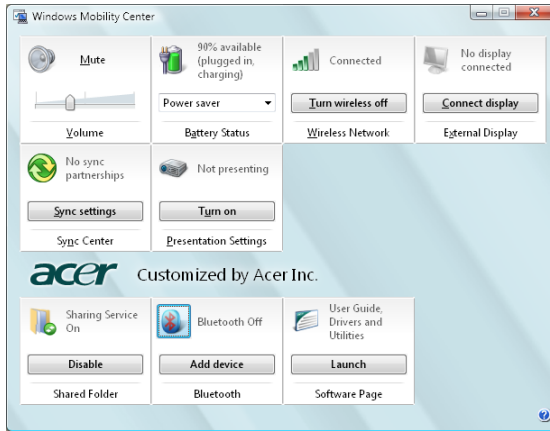 Windows Mobility Center
Mute
Volume
90% available
(plugged in,
charging)
Power saver
Battery Status
Connected
Turn wireless off
Wireless Network
No display
connected
Connect display
External Display
No sync
partnerships
Sync settings
Sync Center
Not presenting
Turn on
Presentation Settings
acer Customized by Acer Inc.
Sharing Service
On
Disable
Shared Folder
Bluetooth Off
Add device
Bluetooth
User Guide,
Drivers and
Utilities
Launch
Software Page